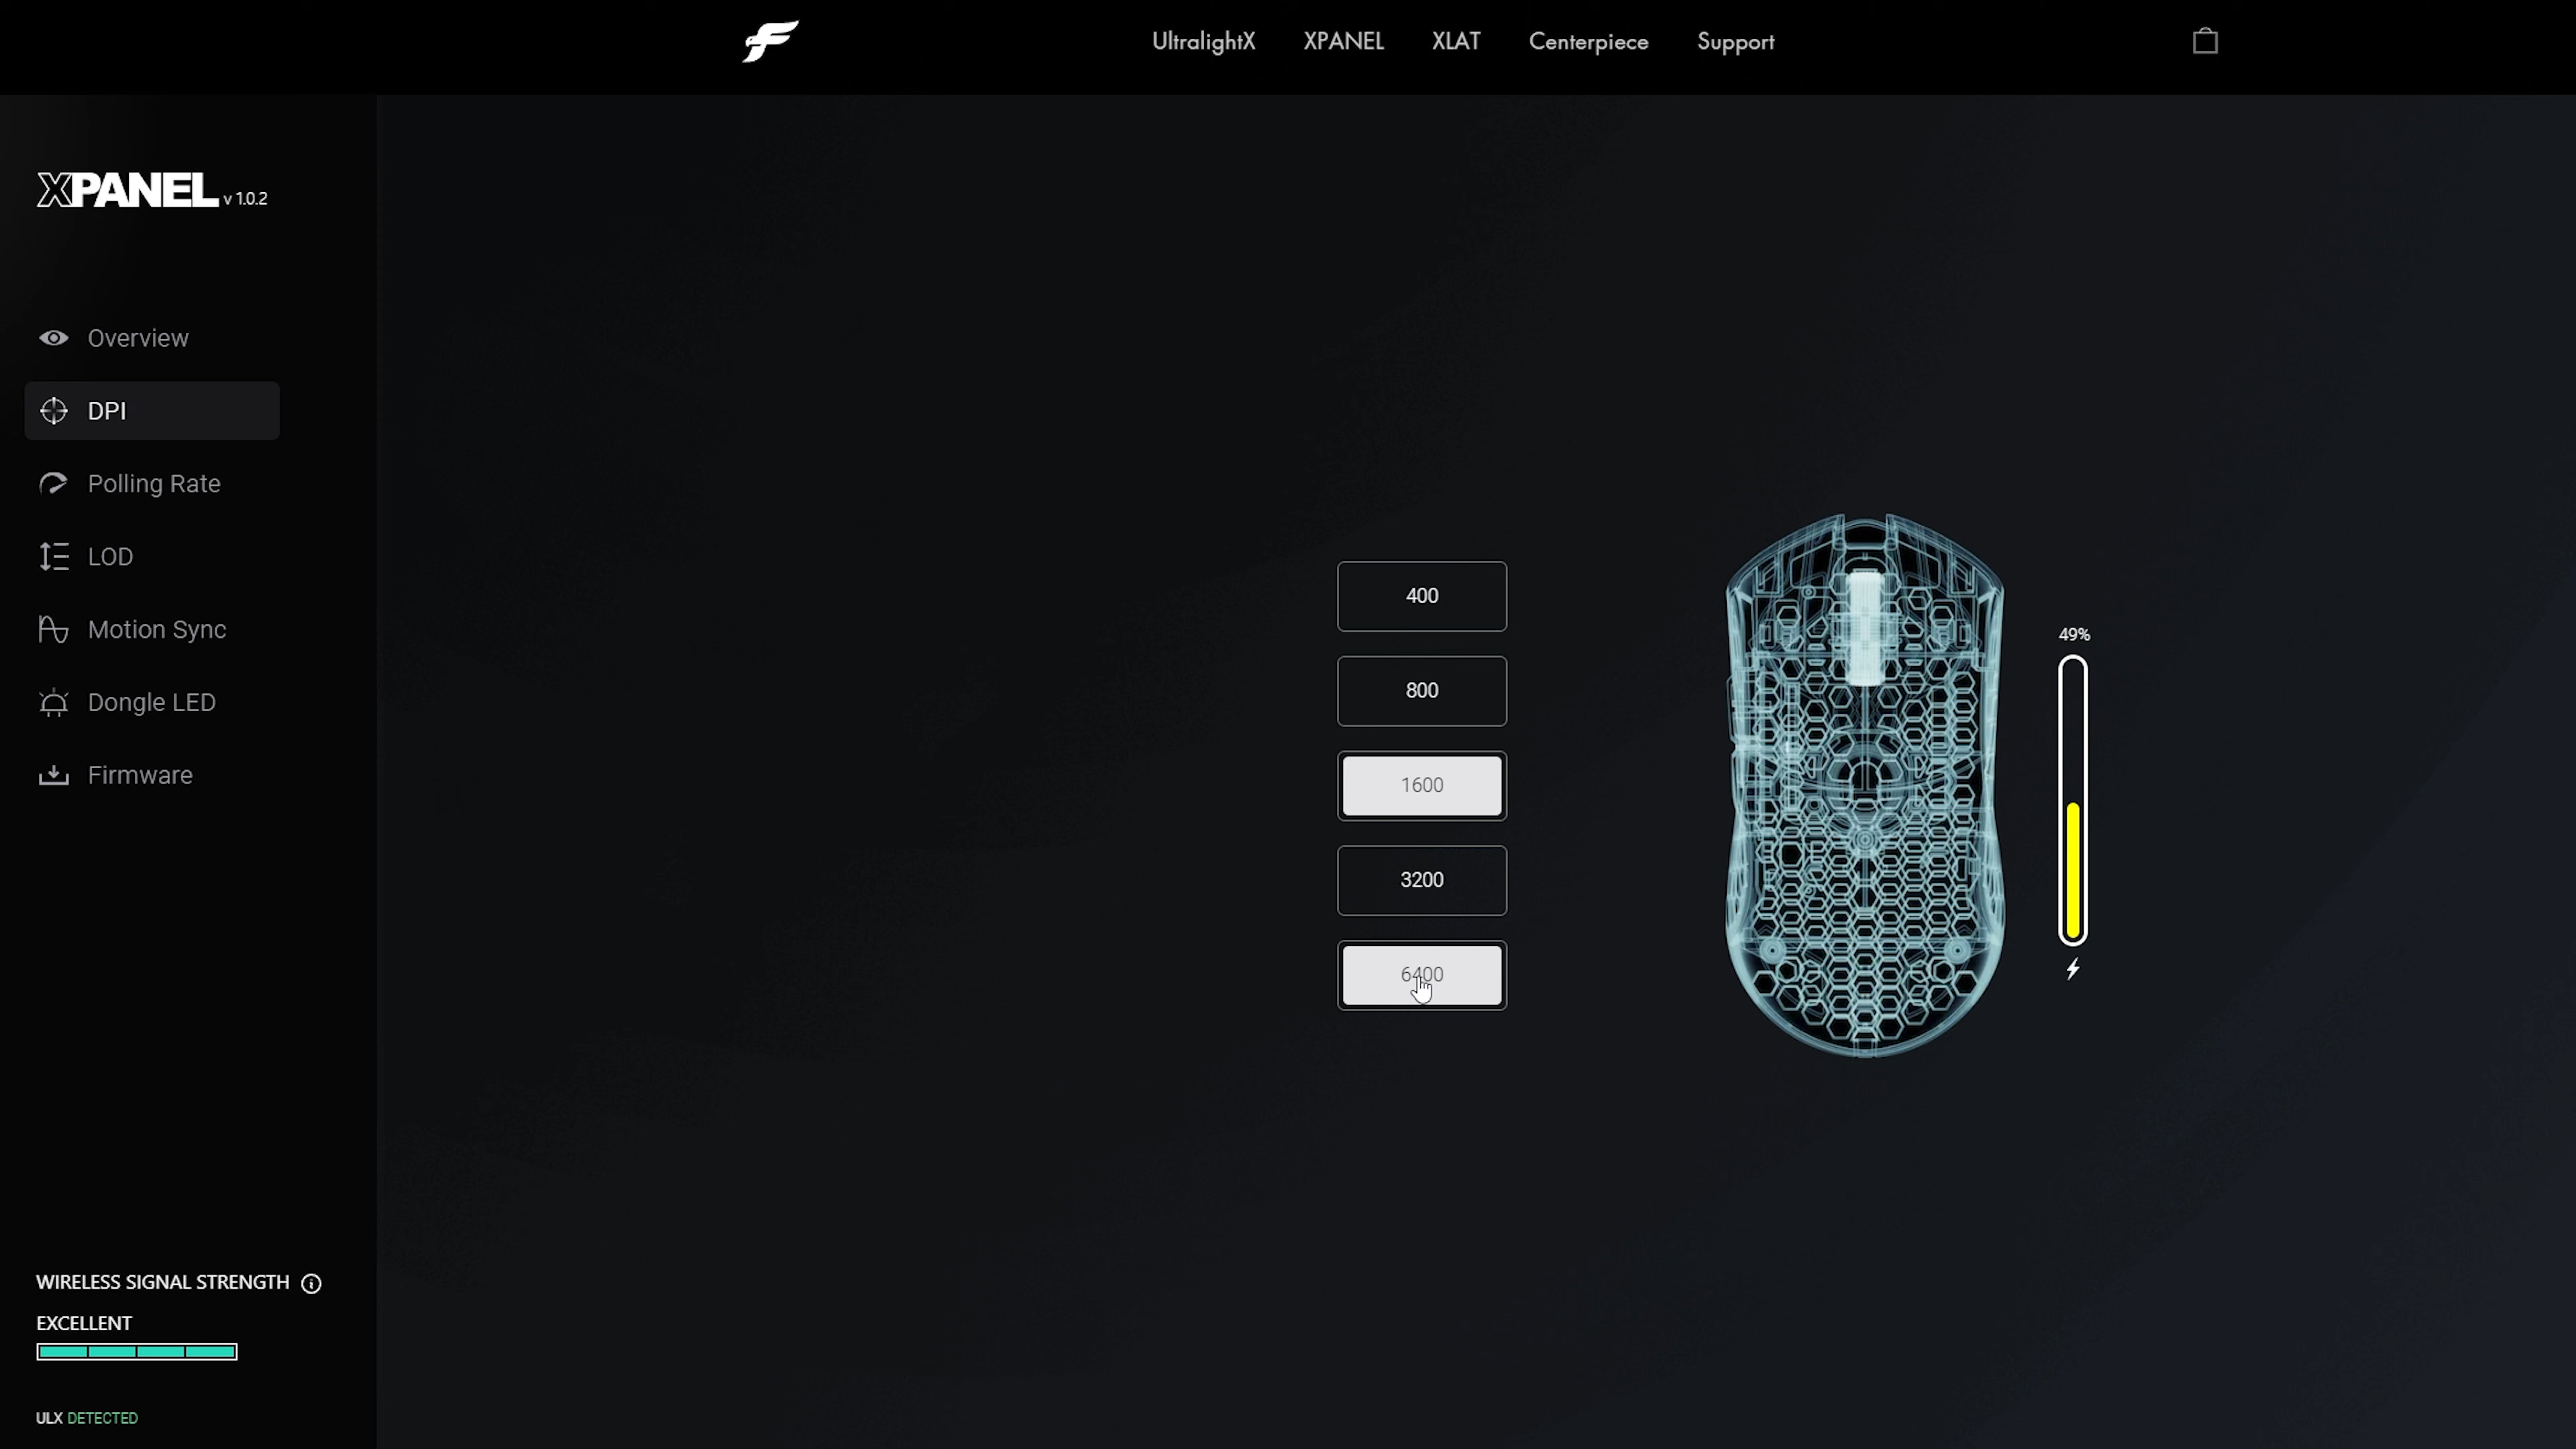 UltralightX XPANEL XLAT Centerpiece Support
XPANEL v 1.0.2
Overview
DPI
Polling Rate
LOD
Motion Sync
Dongle LED
Firmware
400
800
1600
3200
6400
49%
WIRELESS SIGNAL STRENGTH
EXCELLENT
ULX DETECTED